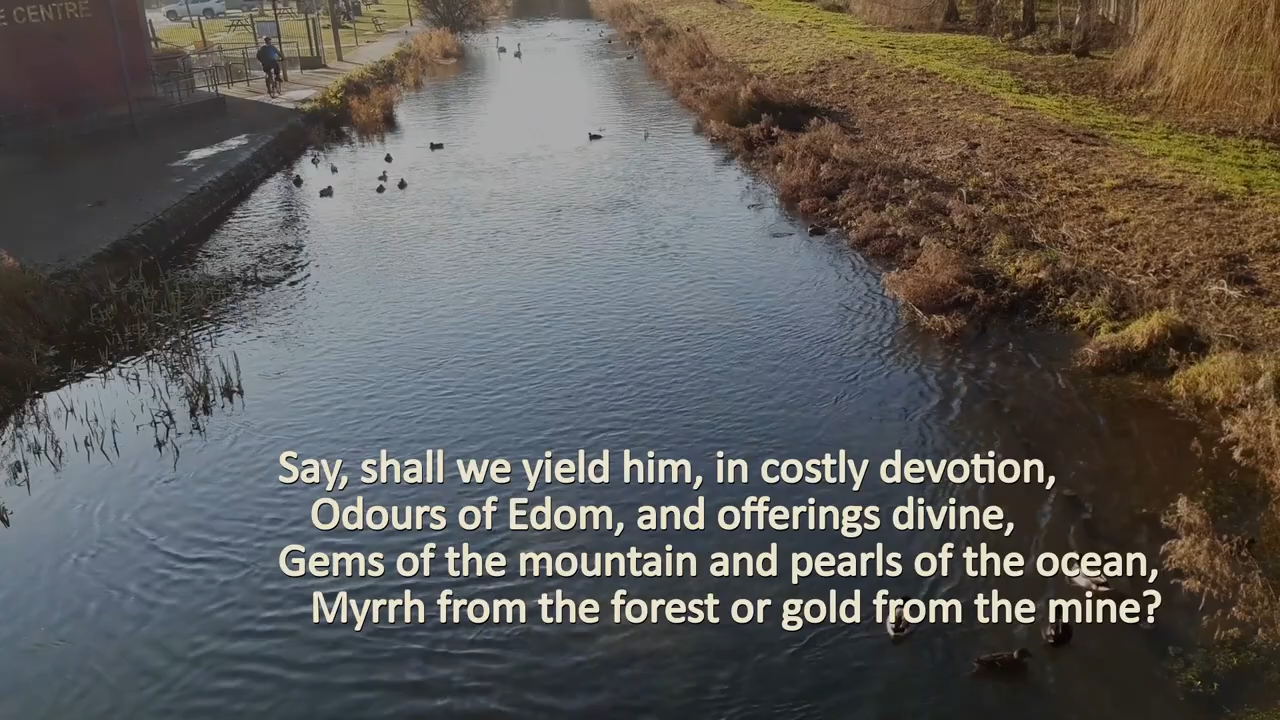 E CENTRE
Say, shall we yield him, in costly devotion,
Odours of Edom, and offerings divine,
Gems of the mountain and pearls of the ocean,
Myrrh from the forest or gold from the mine?